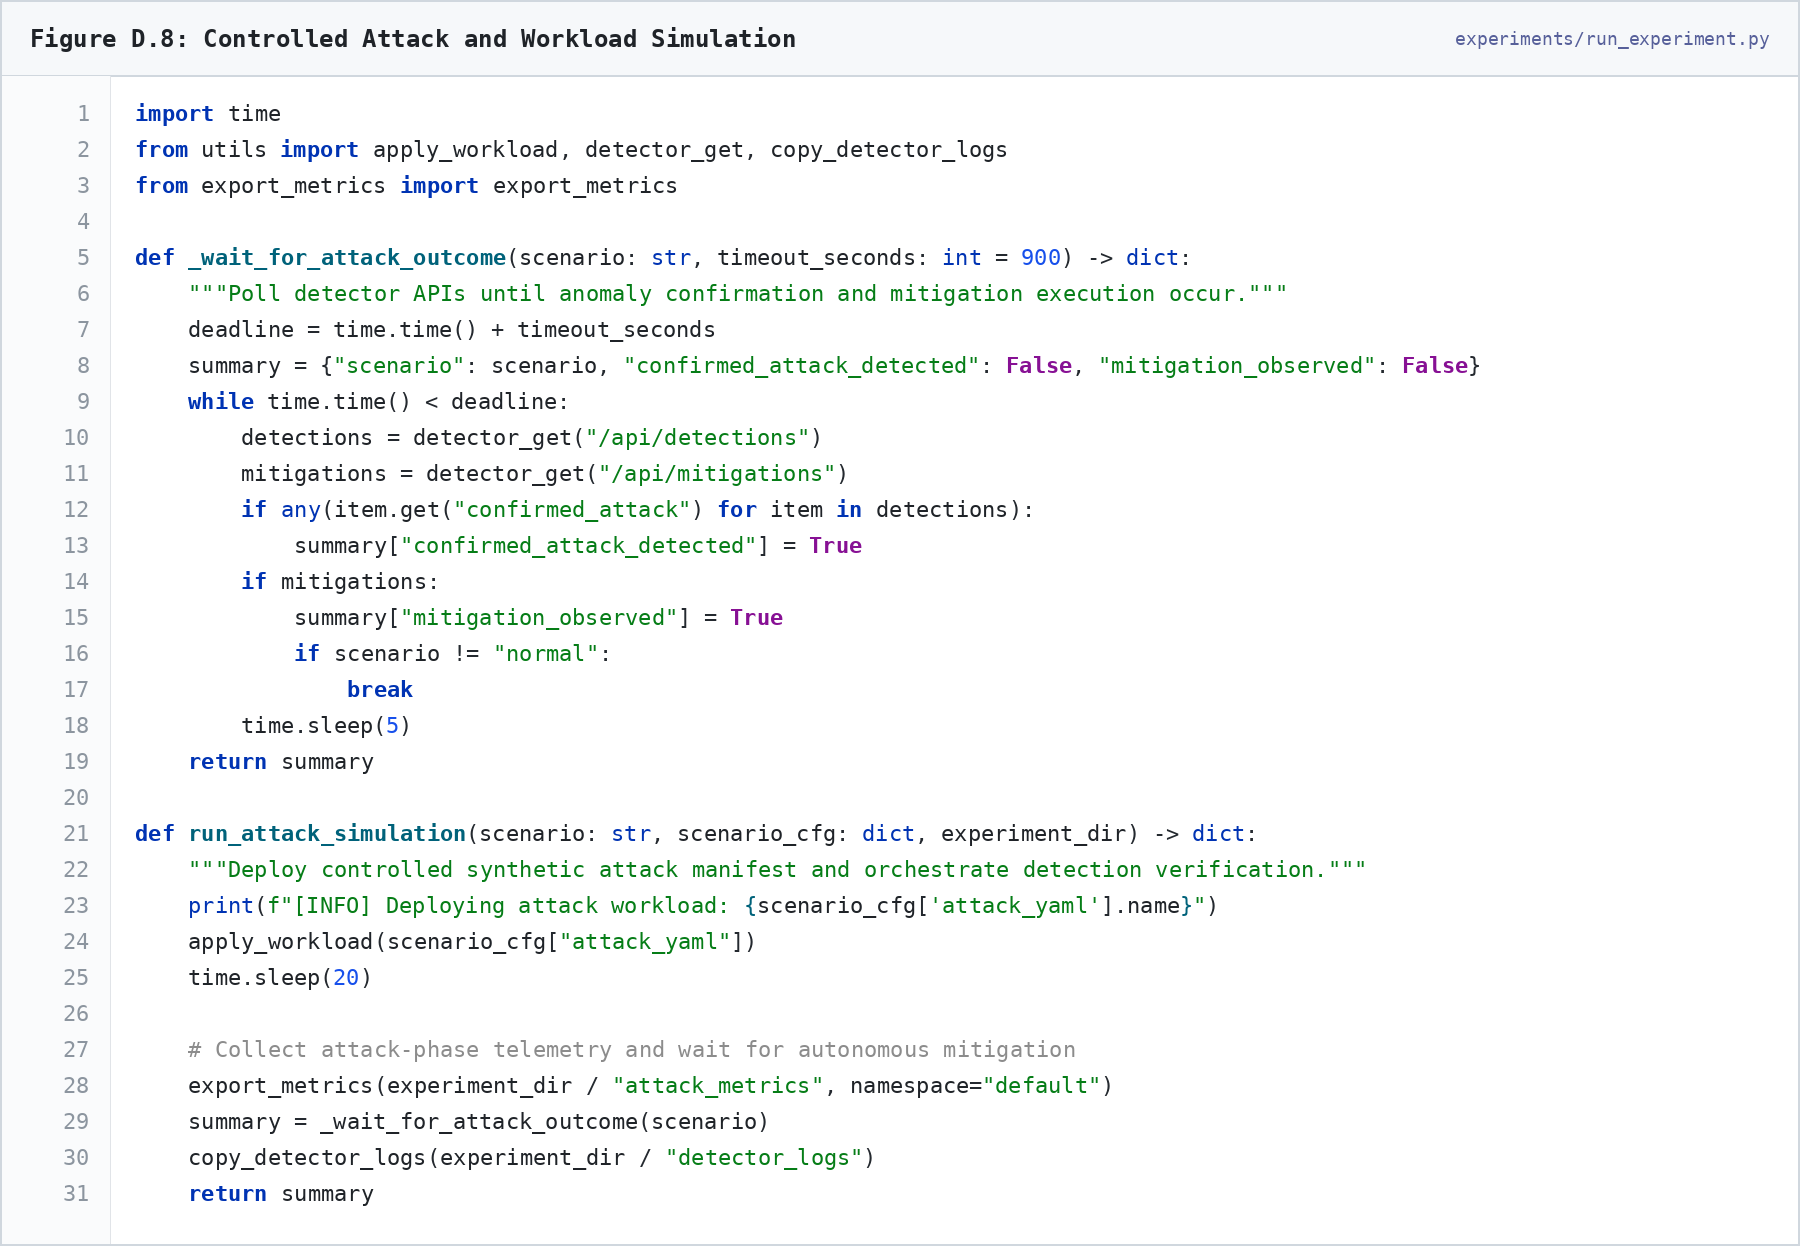 Figure D.8: Controlled Attack and Workload Simulation
experiments/run_experiment.py
1 import time
2 from utils import apply_workload, detector_get, copy_detector_logs
3 from export_metrics import export_metrics
4
5 def _wait_for_attack_outcome(scenario: str, timeout_seconds: int = 900) -> dict:
6     """Poll detector APIs until anomaly confirmation and mitigation execution occur."""
7     deadline = time.time() + timeout_seconds
8     summary = {"scenario": scenario, "confirmed_attack_detected": False, "mitigation_observed": False}
9     while time.time() < deadline:
10         detections = detector_get("/api/detections")
11         mitigations = detector_get("/api/mitigations")
12         if any(item.get("confirmed_attack") for item in detections):
13             summary["confirmed_attack_detected"] = True
14         if mitigations:
15             summary["mitigation_observed"] = True
16             if scenario != "normal":
17                 break
18         time.sleep(5)
19     return summary
20
21 def run_attack_simulation(scenario: str, scenario_cfg: dict, experiment_dir) -> dict:
22     """Deploy controlled synthetic attack manifest and orchestrate detection verification."""
23     print(f"[INFO] Deploying attack workload: {scenario_cfg['attack_yaml'].name}")
24     apply_workload(scenario_cfg["attack_yaml"])
25     time.sleep(20)
26
27     # Collect attack-phase telemetry and wait for autonomous mitigation
28     export_metrics(experiment_dir / "attack_metrics", namespace="default")
29     summary = _wait_for_attack_outcome(scenario)
30     copy_detector_logs(experiment_dir / "detector_logs")
31     return summary